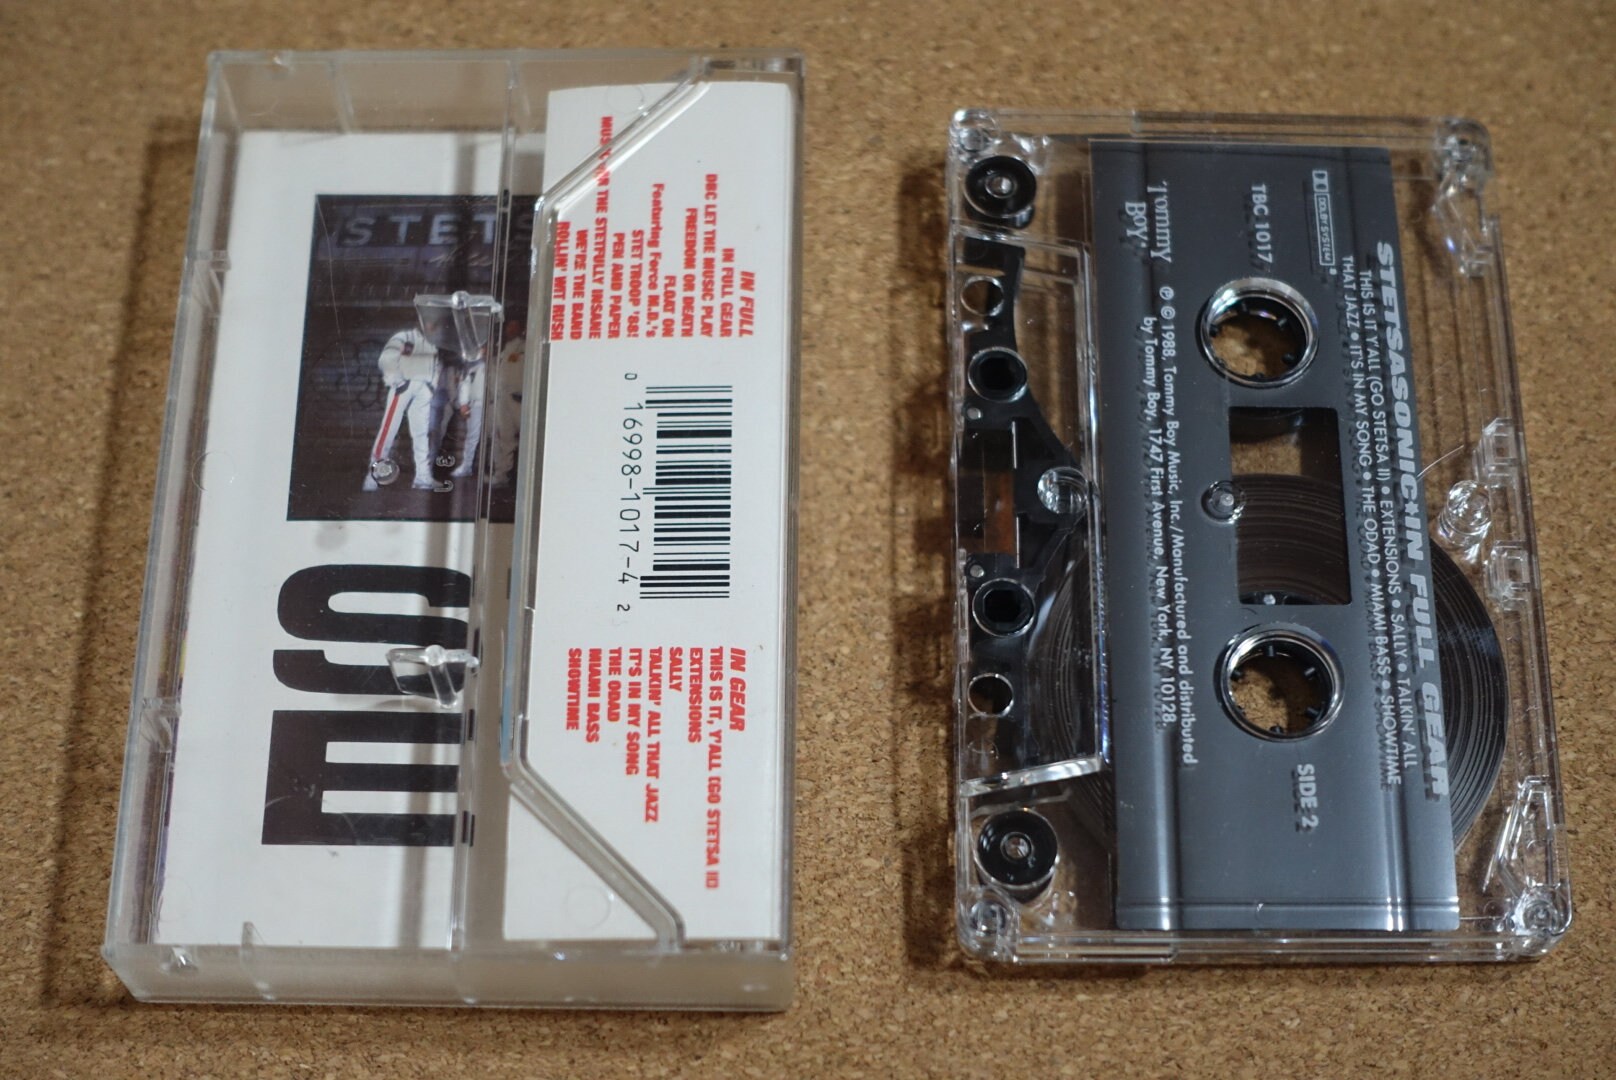 STETS
IN FULL
IN FULL GEAR
DBC LET THE MUSIC PLAY
FREEDOM OR DEATH
FLOAT ON
Featuring Force M.D.'s
STET TROOP '88!
PEN AND PAPER
MUSIC FOR THE STETFULLY INSANE
WE'RE THE BAND
ROLLIN' WIT RUSH
0 16998-1017-4 2
IN GEAR
THIS IS IT, Y'ALL (GO STETSA II)
EXTENSIONS
SALLY
TALKIN' ALL THAT JAZZ
IT'S IN MY SONG
THE ODAD
MIAMI BASS
SHOWTIME
DOLBY SYSTEM
STETSASONIC•IN FULL GEAR
THIS IS IT Y'ALL (GO STETSA II) • EXTENSIONS • SALLY • TALKIN' ALL
THAT JAZZ • IT'S IN MY SONG • THE ODAD • MIAMI BASS • SHOWTIME
TBC 1017
SIDE 2
Tommy
Boy
℗ © 1988, Tommy Boy Music, Inc./Manufactured and distributed
by Tommy Boy, 1747 First Avenue, New York, NY 10128.